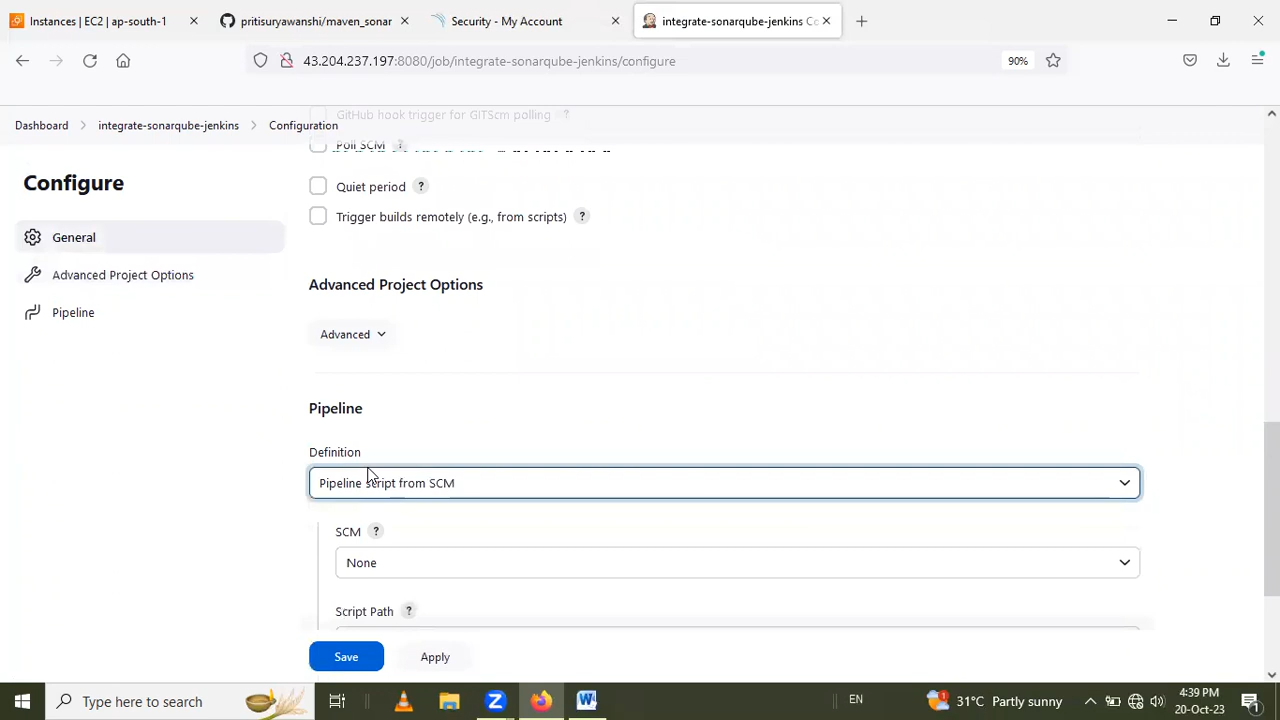 Instances | EC2 | ap-south-1
pritisuryawanshi/maven_sonar
Security - My Account
integrate-sonarqube-jenkins Co
43.204.237.197:8080/job/integrate-sonarqube-jenkins/configure
90%
Dashboard
integrate-sonarqube-jenkins
Configuration
Configure
General
Advanced Project Options
Pipeline
GitHub hook trigger for GITScm polling ?
Poll SCM ?
Quiet period ?
Trigger builds remotely (e.g., from scripts) ?
Advanced Project Options
Advanced
Pipeline
Definition
Pipeline script from SCM
SCM ?
None
Script Path ?
Save
Apply
Type here to search
EN
31°C Partly sunny
4:39 PM
20-Oct-23
1